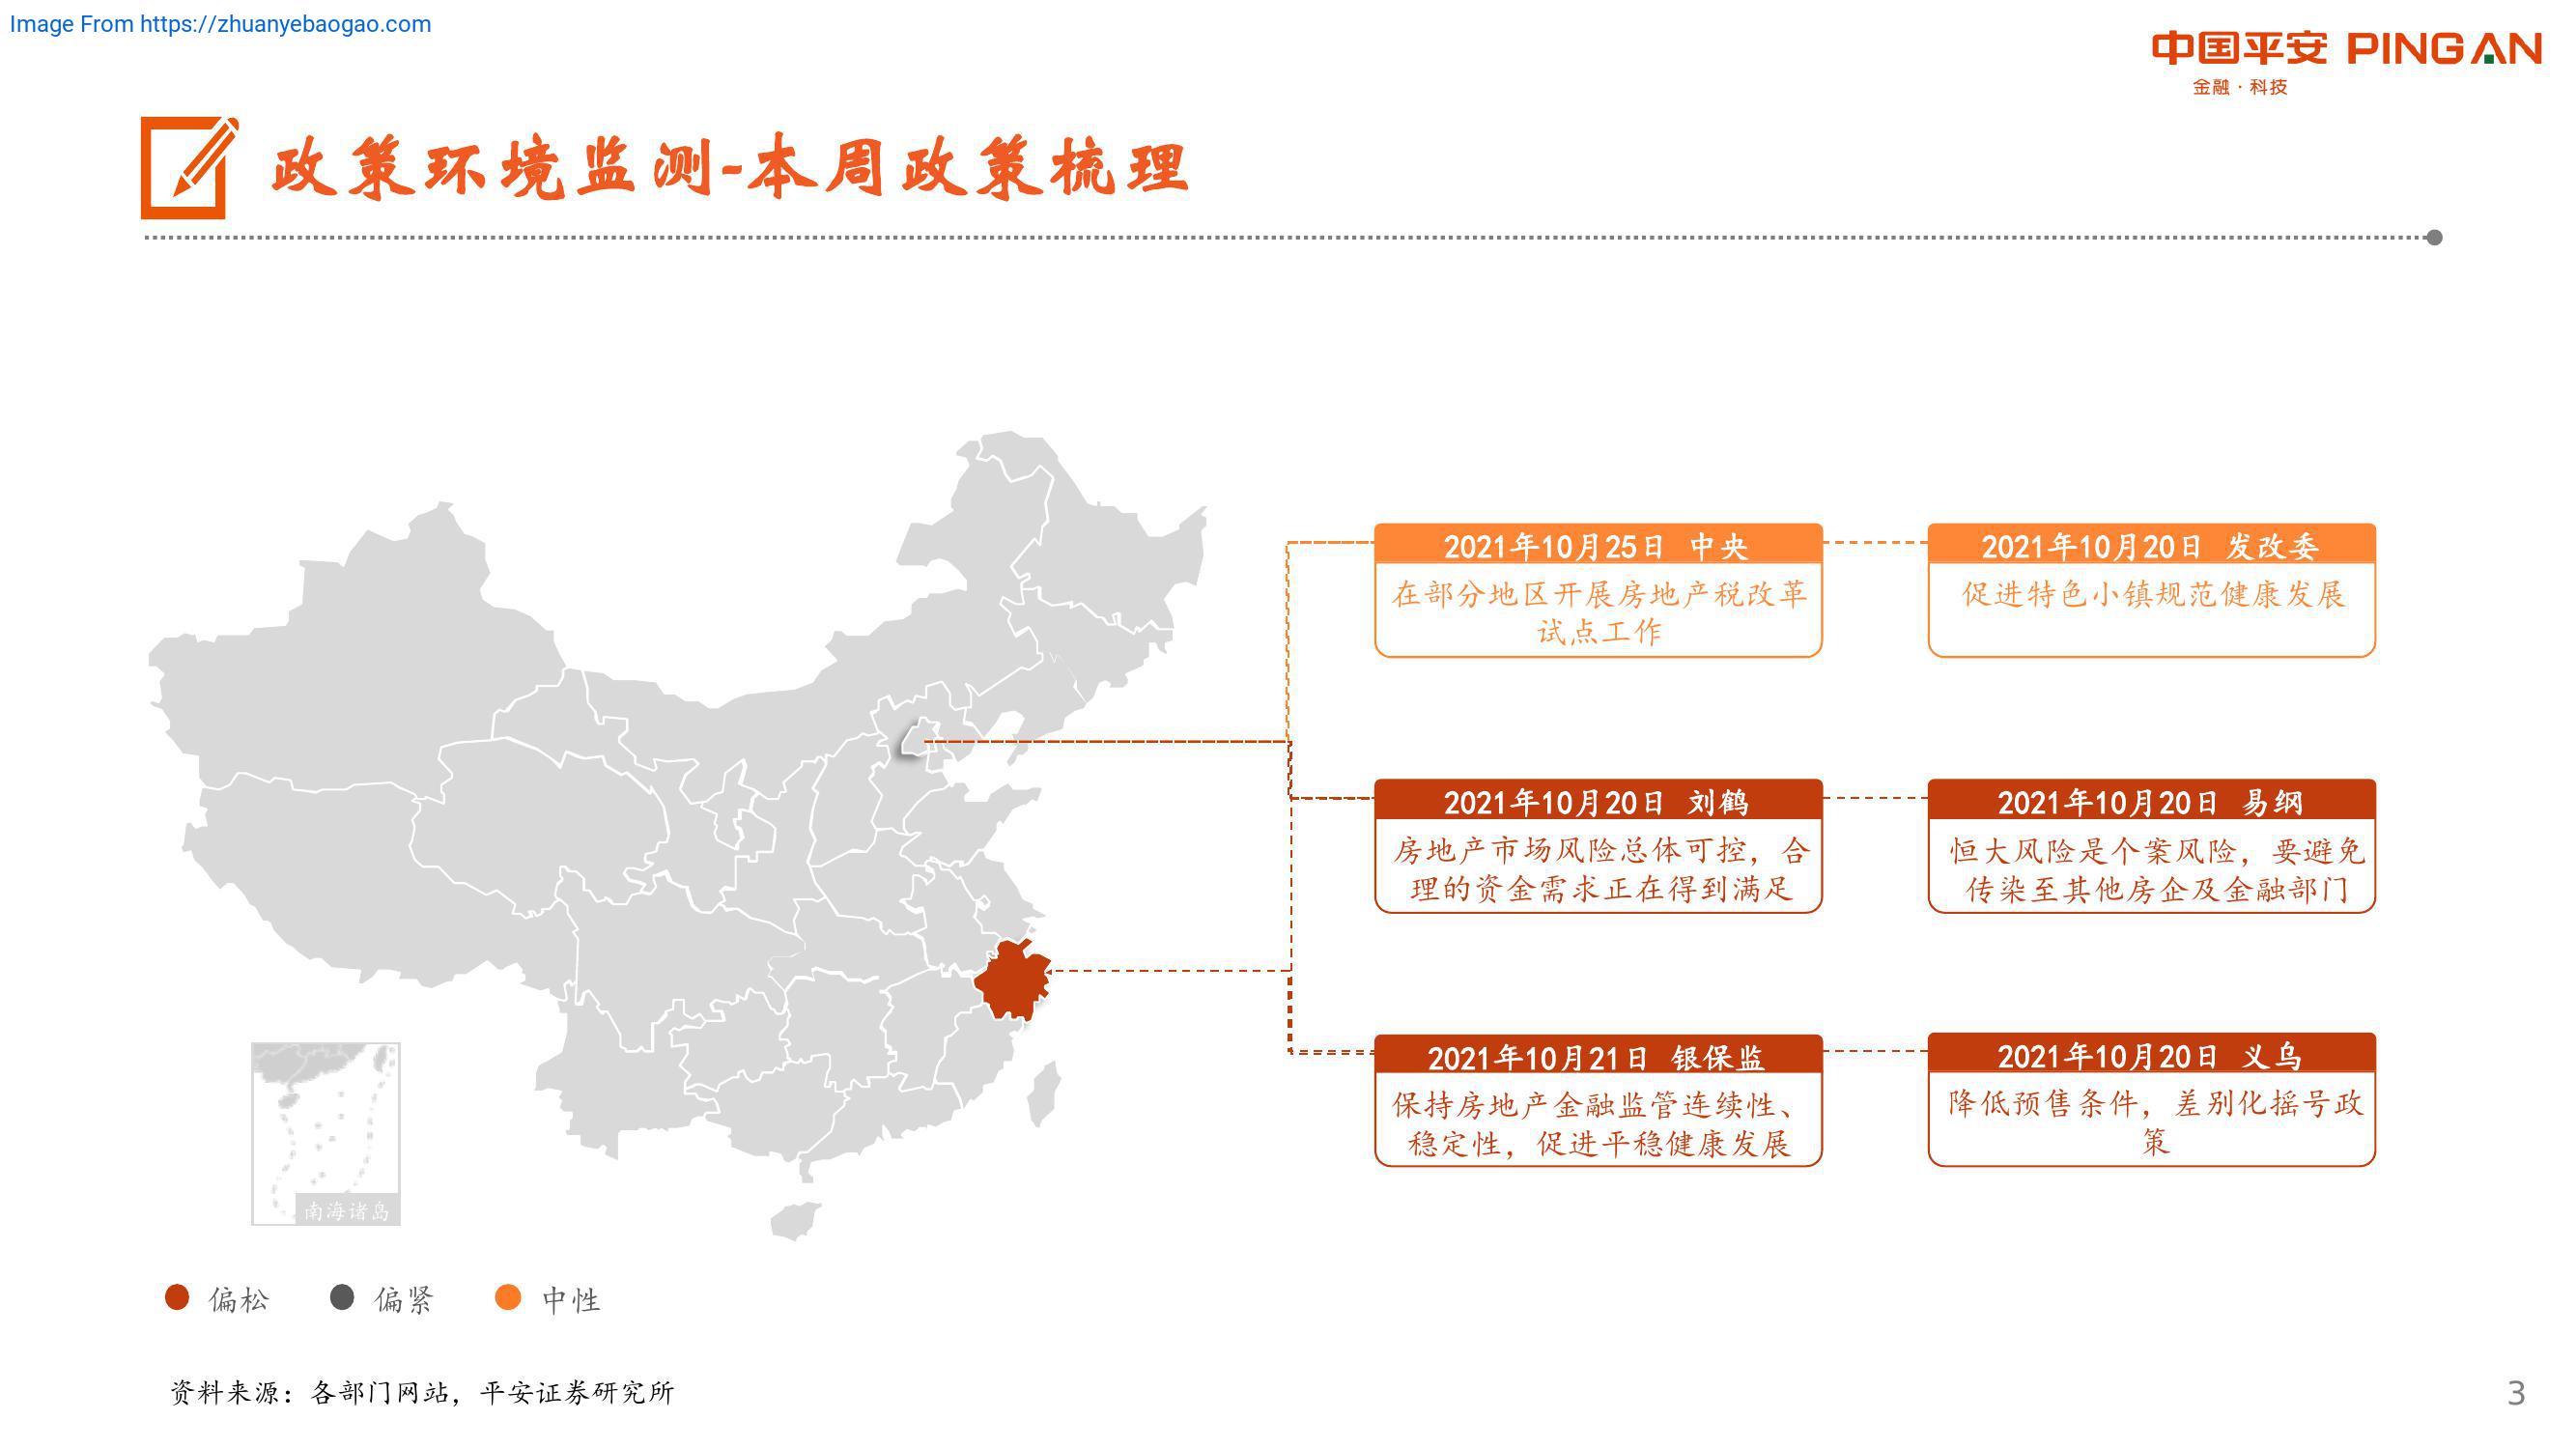 Image From https://zhuanyebaogao.com
中国平安 PINGAN
金融·科技
政策环境监测-本周政策梳理
2021年10月25日 中央
在部分地区开展房地产税改革
试点工作
2021年10月20日 发改委
促进特色小镇规范健康发展
2021年10月20日 刘鹤
房地产市场风险总体可控，合
理的资金需求正在得到满足
2021年10月20日 易纲
恒大风险是个案风险，要避免
传染至其他房企及金融部门
2021年10月21日 银保监
保持房地产金融监管连续性、
稳定性，促进平稳健康发展
2021年10月20日 义乌
降低预售条件，差别化摇号政
策
南海诸岛
偏松
偏紧
中性
资料来源：各部门网站，平安证券研究所
3